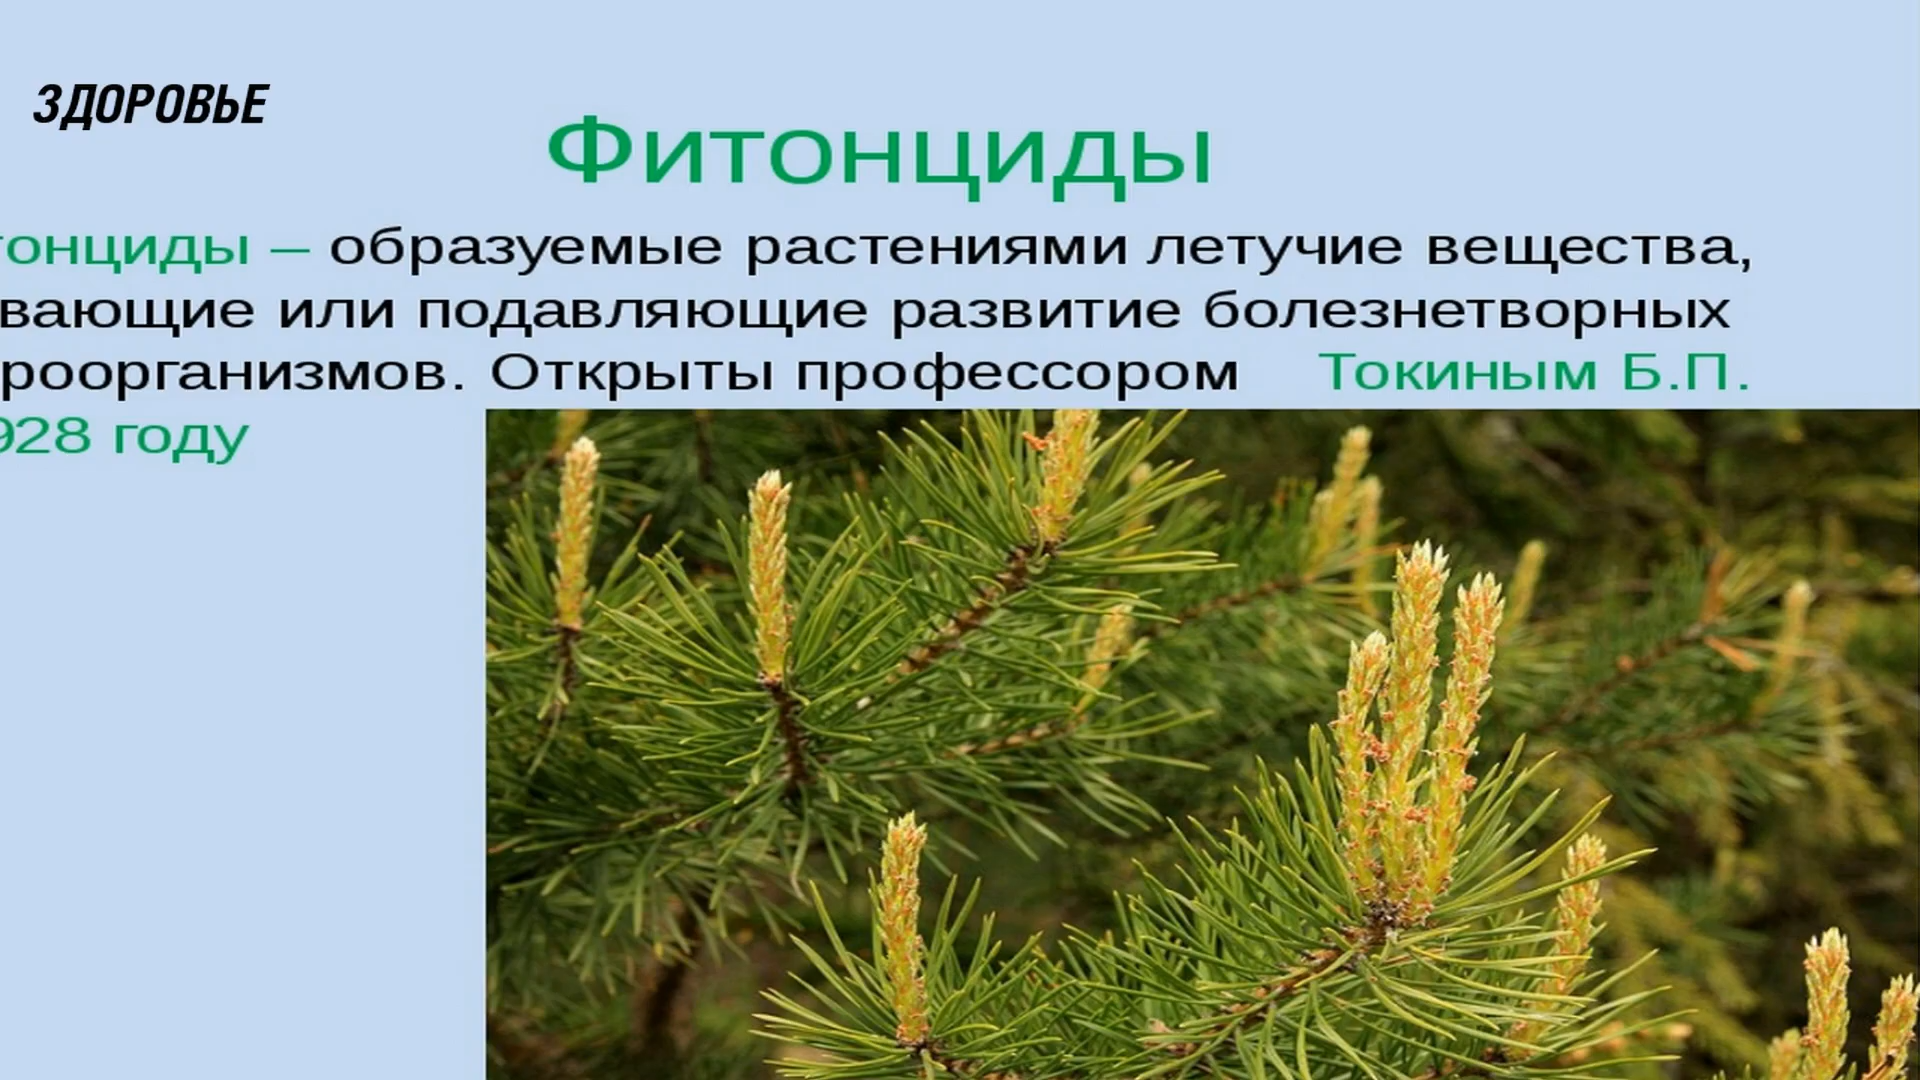 ЗДОРОВЬЕ
Фитонциды
тонциды – образуемые растениями летучие вещества,
вающие или подавляющие развитие болезнетворных
роорганизмов. Открыты профессором Токиным Б.П.
928 году